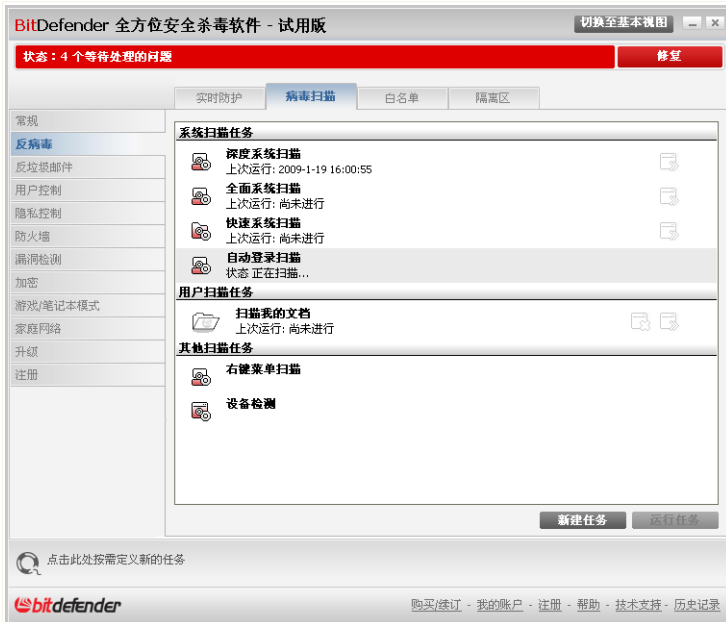 BitDefender 全方位安全杀毒软件 - 试用版
切换至基本视图
状态：4 个等待处理的问题
修复
实时防护 病毒扫描 白名单 隔离区
常规
反病毒
反垃圾邮件
用户控制
隐私控制
防火墙
漏洞检测
加密
游戏/笔记本模式
家庭网络
升级
注册
系统扫描任务
深度系统扫描
上次运行: 2009-1-19 16:00:55
全面系统扫描
上次运行: 尚未进行
快速系统扫描
上次运行: 尚未进行
自动登录扫描
状态 正在扫描...
用户扫描任务
扫描我的文档
上次运行: 尚未进行
其他扫描任务
右键菜单扫描
设备检测
新建任务 运行任务
点击此处按需定义新的任务
bitdefender
购买/续订 - 我的账户 - 注册 - 帮助 - 技术支持 - 历史记录